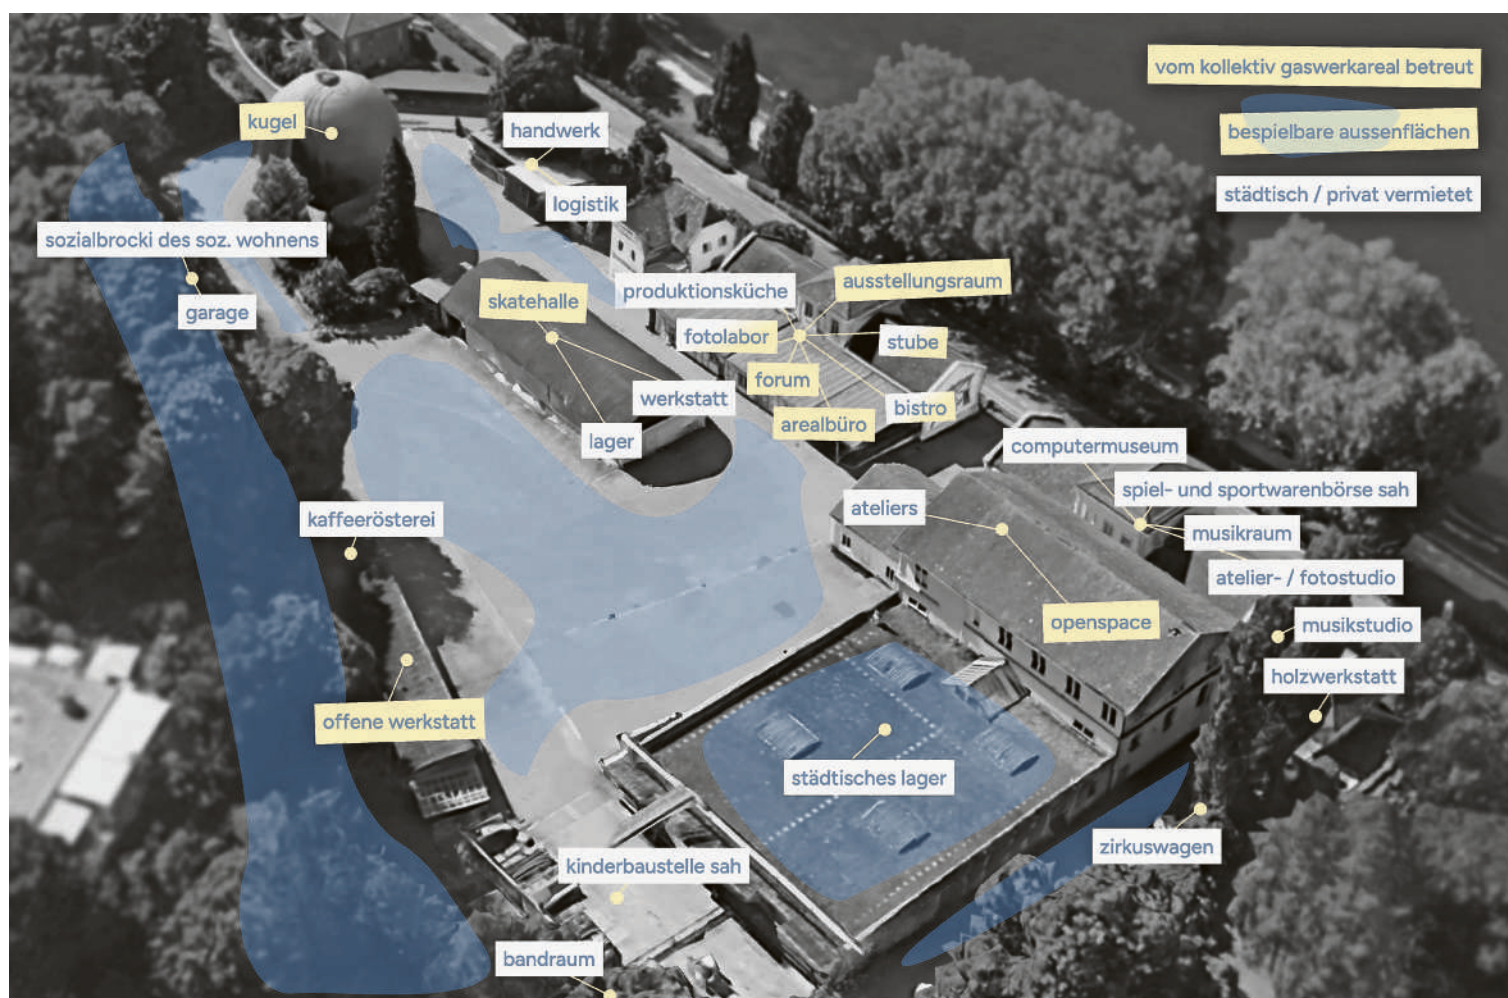 vom kollektiv gaswerkareal betreut
bespielbare aussenflächen
städtisch / privat vermietet
kugel
handwerk
logistik
sozialbrocki des soz. wohnens
garage
skatehalle
werkstatt
lager
produktionsküche
ausstellungsraum
fotolabor
stube
forum
bistro
arealbüro
computermuseum
spiel- und sportwarenbörse sah
musikraum
atelier- / fotostudio
ateliers
openspace
kaffeerösterei
musikstudio
holzwerkstatt
offene werkstatt
städtisches lager
zirkuswagen
kinderbaustelle sah
bandraum